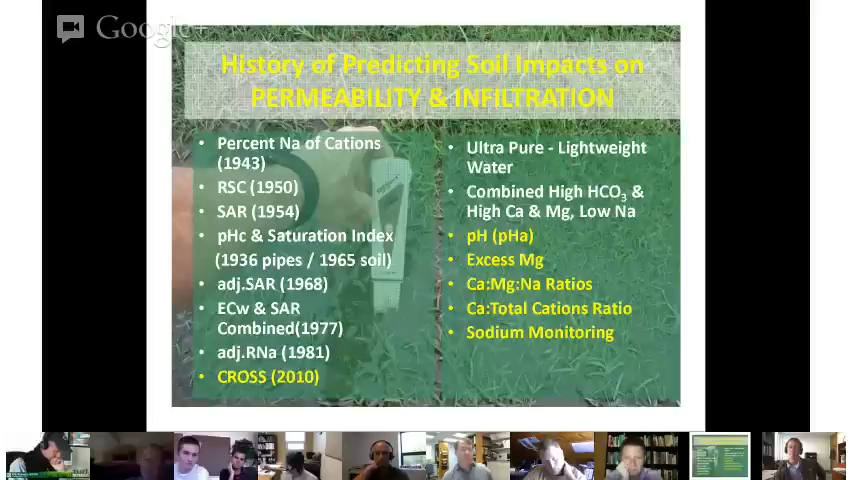 Google+
History of Predicting Soil Impacts on
PERMEABILITY & INFILTRATION
• Percent Na of Cations
(1943)
• RSC (1950)
• SAR (1954)
• pHc & Saturation Index
(1936 pipes / 1965 soil)
• adj.SAR (1968)
• ECw & SAR
Combined(1977)
• adj.RNa (1981)
• CROSS (2010)
• Ultra Pure - Lightweight
Water
• Combined High HCO₃ &
High Ca & Mg, Low Na
• pH (pHa)
• Excess Mg
• Ca:Mg:Na Ratios
• Ca:Total Cations Ratio
• Sodium Monitoring